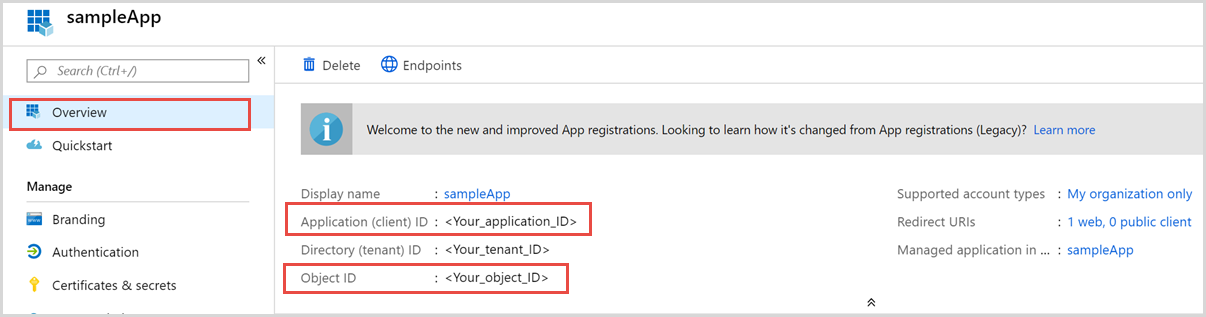 sampleApp
Search (Ctrl+/)
«
Overview
Quickstart
Manage
Branding
Authentication
Certificates & secrets
Delete
Endpoints
Welcome to the new and improved App registrations. Looking to learn how it's changed from App registrations (Legacy)? Learn more
Display name : sampleApp
Application (client) ID : <Your_application_ID>
Directory (tenant) ID : <Your_tenant_ID>
Object ID : <Your_object_ID>
Supported account types : My organization only
Redirect URIs : 1 web, 0 public client
Managed application in ... : sampleApp